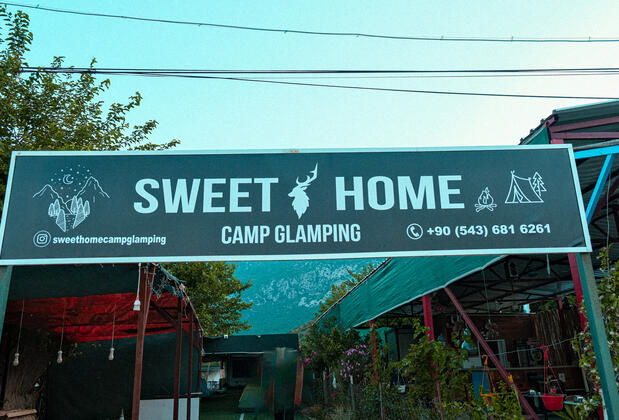 SWEET HOME
CAMP GLAMPING
sweethomecampglamping
+90 (543) 681 6261